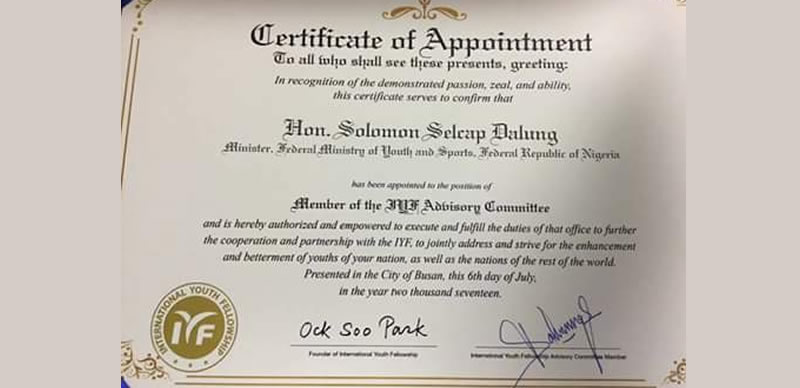 Certificate of Appointment
To all who shall see these presents, greeting:
In recognition of the demonstrated passion, zeal, and ability,
this certificate serves to confirm that
Hon. Solomon Selcap Dalung
Minister, Federal Ministry of Youth and Sports, Federal Republic of Nigeria
has been appointed to the position of
Member of the IYF Advisory Committee
and is hereby authorized and empowered to execute and fulfill the duties of that office to further
the cooperation and partnership with the IYF, to jointly address and strive for the enhancement
and betterment of youths of your nation, as well as the nations of the rest of the world.
Presented in the City of Busan, this 6th day of July,
in the year two thousand seventeen.
INTERNATIONAL YOUTH FELLOWSHIP
IYF
Ock Soo Park
Founder of International Youth Fellowship
International Youth Fellowship Advisory Committee Member